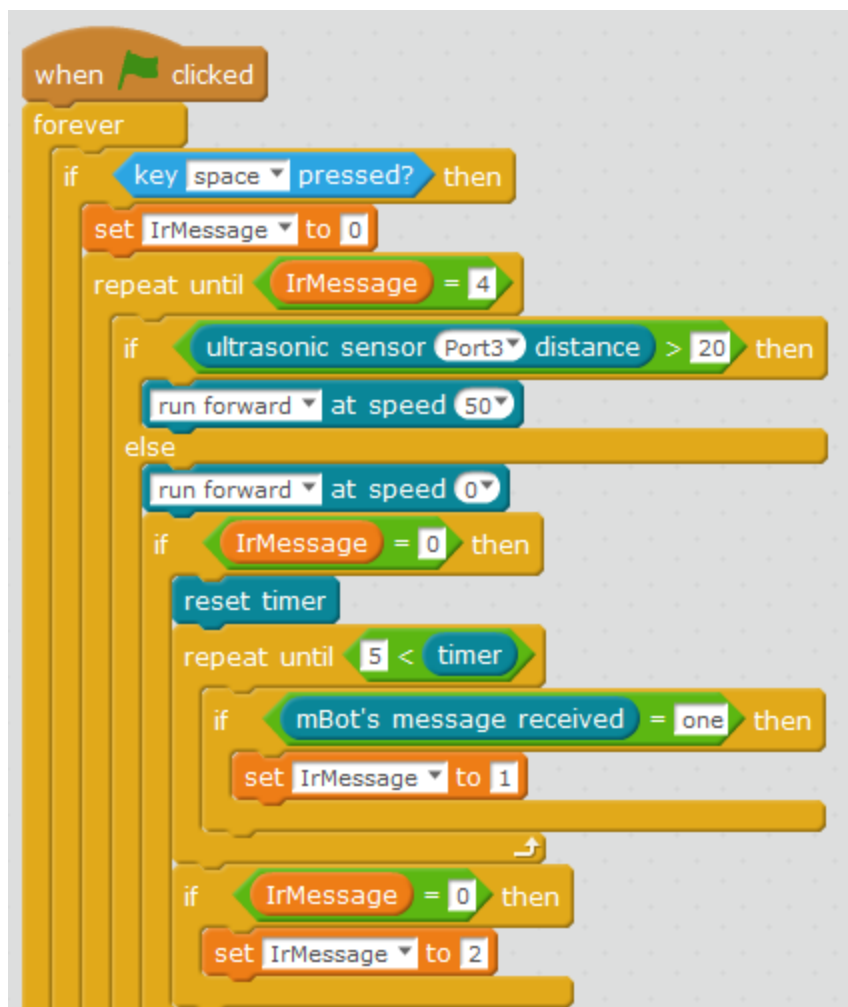 when clicked
forever
if key space pressed? then
set IrMessage to 0
repeat until IrMessage = 4
if ultrasonic sensor Port3 distance > 20 then
run forward at speed 50
else
run forward at speed 0
if IrMessage = 0 then
reset timer
repeat until 5 < timer
if mBot's message received = one then
set IrMessage to 1
if IrMessage = 0 then
set IrMessage to 2